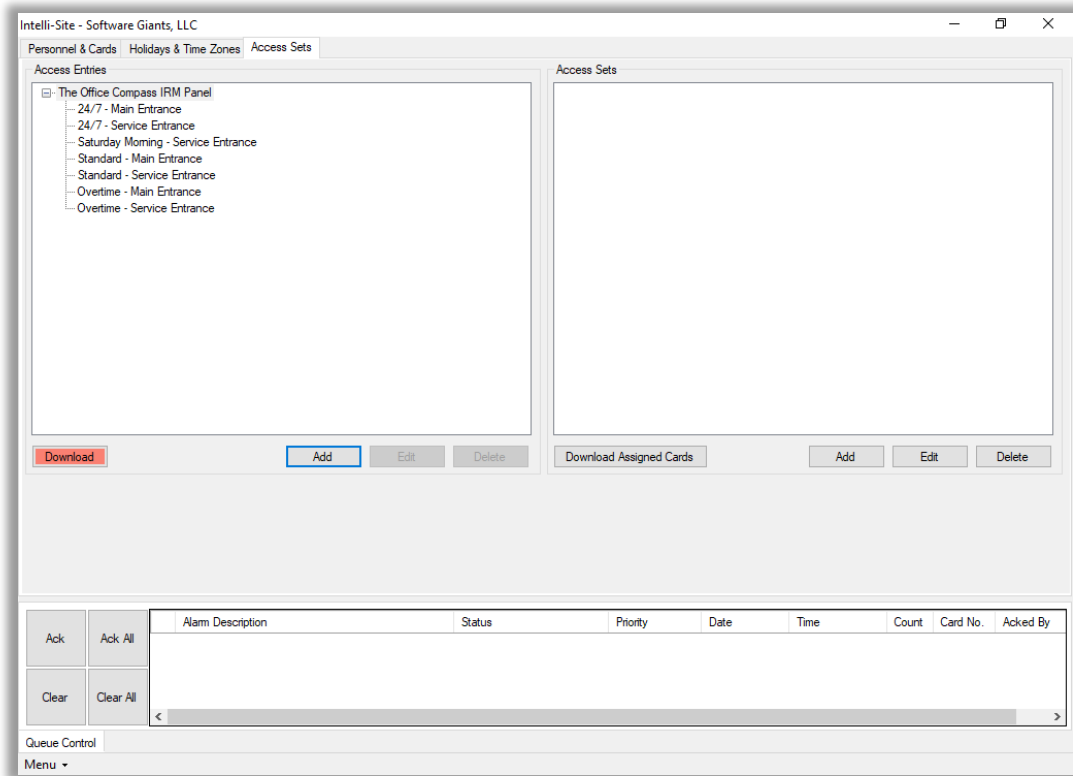 Intelli-Site - Software Giants, LLC
Personnel & Cards Holidays & Time Zones Access Sets
Access Entries
The Office Compass IRM Panel
24/7 - Main Entrance
24/7 - Service Entrance
Saturday Morning - Service Entrance
Standard - Main Entrance
Standard - Service Entrance
Overtime - Main Entrance
Overtime - Service Entrance
Download Add Edit Delete
Access Sets
Download Assigned Cards Add Edit Delete
Ack Ack All
Clear Clear All
Alarm Description Status Priority Date Time Count Card No. Acked By
Queue Control
Menu